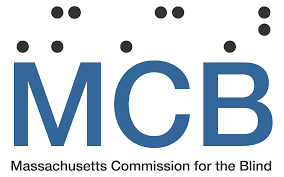 ⠠⠍⠠⠉⠠⠃
MCB
Massachusetts Commission for the Blind